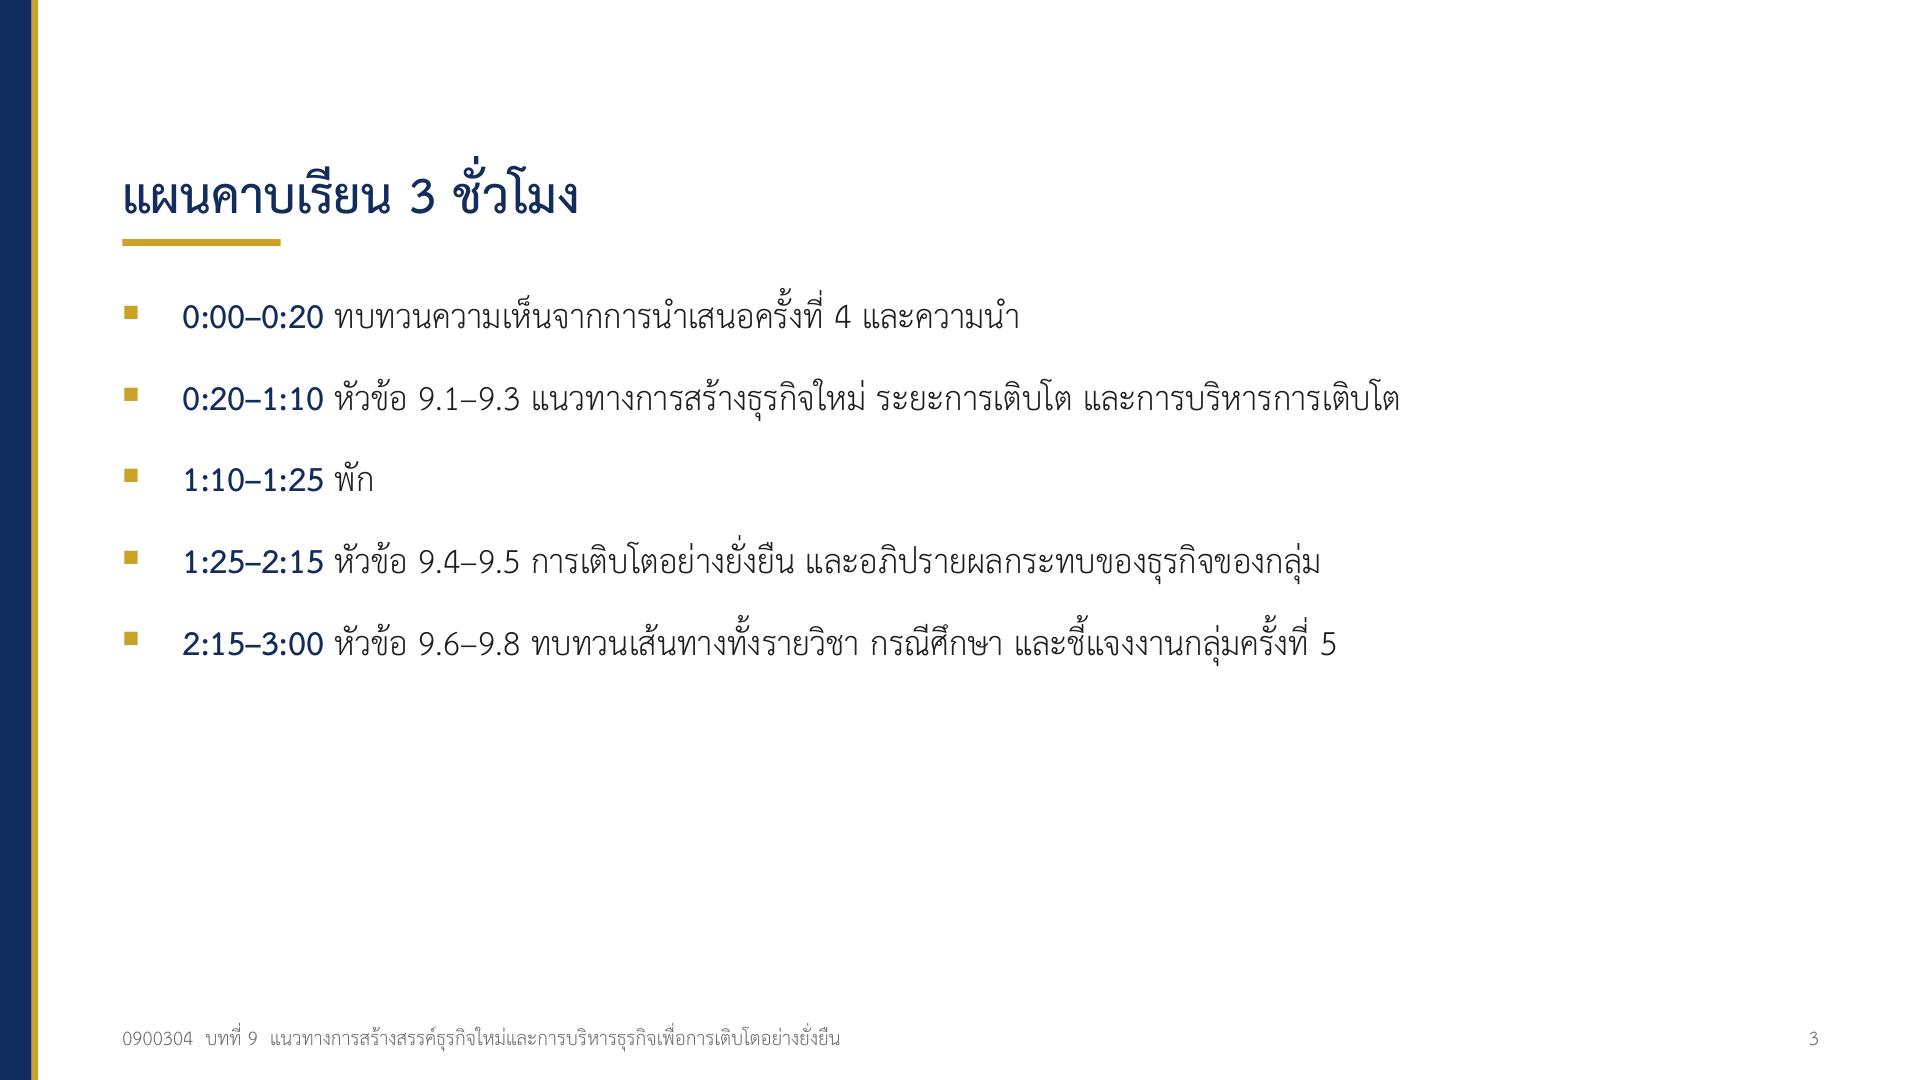 แผนคาบเรียน 3 ชั่วโมง
0:00–0:20 ทบทวนความเห็นจากการนำเสนอครั้งที่ 4 และความนำ
0:20–1:10 หัวข้อ 9.1–9.3 แนวทางการสร้างธุรกิจใหม่ ระยะการเติบโต และการบริหารการเติบโต
1:10–1:25 พัก
1:25–2:15 หัวข้อ 9.4–9.5 การเติบโตอย่างยั่งยืน และอภิปรายผลกระทบของธุรกิจของกลุ่ม
2:15–3:00 หัวข้อ 9.6–9.8 ทบทวนเส้นทางทั้งรายวิชา กรณีศึกษา และชี้แจงงานกลุ่มครั้งที่ 5
0900304 บทที่ 9 แนวทางการสร้างสรรค์ธุรกิจใหม่และการบริหารธุรกิจเพื่อการเติบโตอย่างยั่งยืน
3